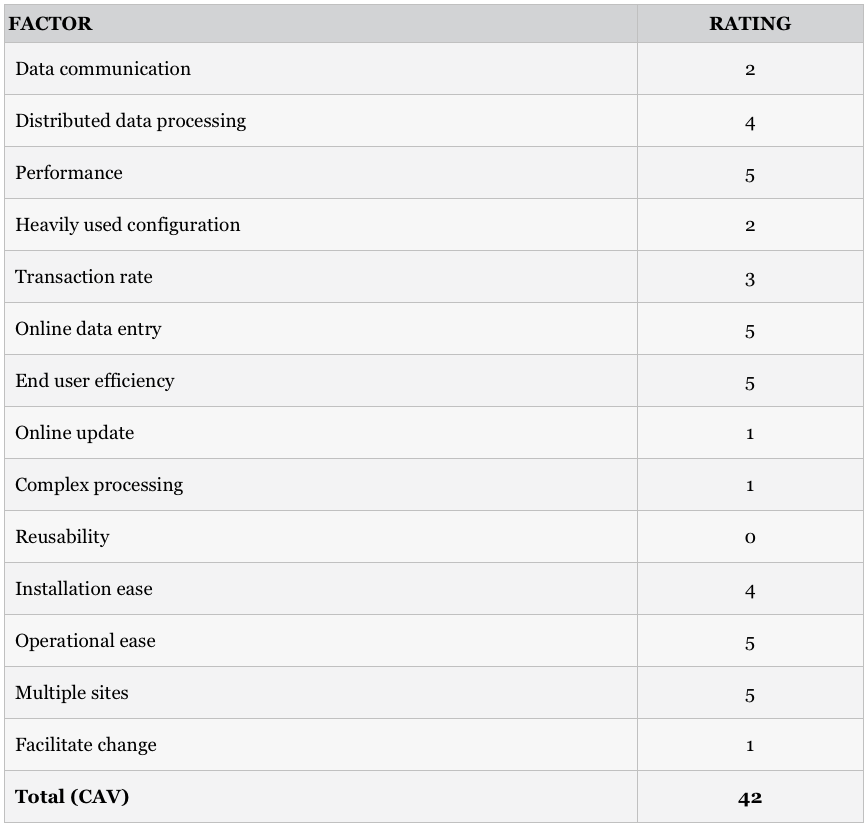 FACTOR RATING
Data communication 2
Distributed data processing 4
Performance 5
Heavily used configuration 2
Transaction rate 3
Online data entry 5
End user efficiency 5
Online update 1
Complex processing 1
Reusability 0
Installation ease 4
Operational ease 5
Multiple sites 5
Facilitate change 1
Total (CAV) 42